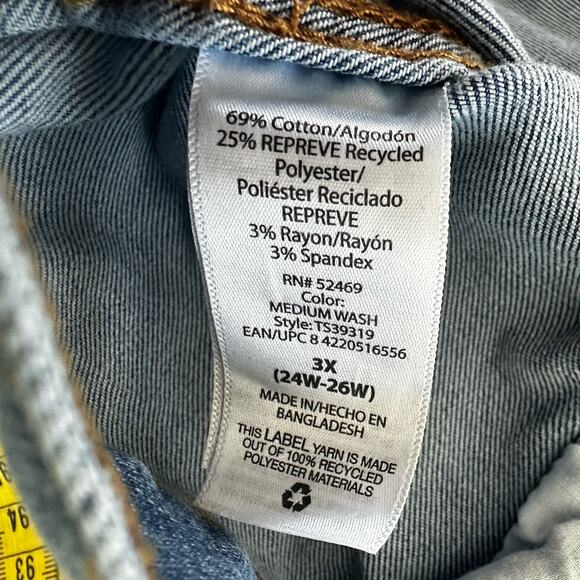 69% Cotton/Algodón
25% REPREVE Recycled
Polyester/
Poliéster Reciclado
REPREVE
3% Rayon/Rayón
3% Spandex
RN# 52469
Color:
MEDIUM WASH
Style: TS39319
EAN/UPC 8 4220516556
3X
(24W-26W)
MADE IN/HECHO EN
BANGLADESH
THIS LABEL YARN IS MADE
OUT OF 100% RECYCLED
POLYESTER MATERIALS
94
93